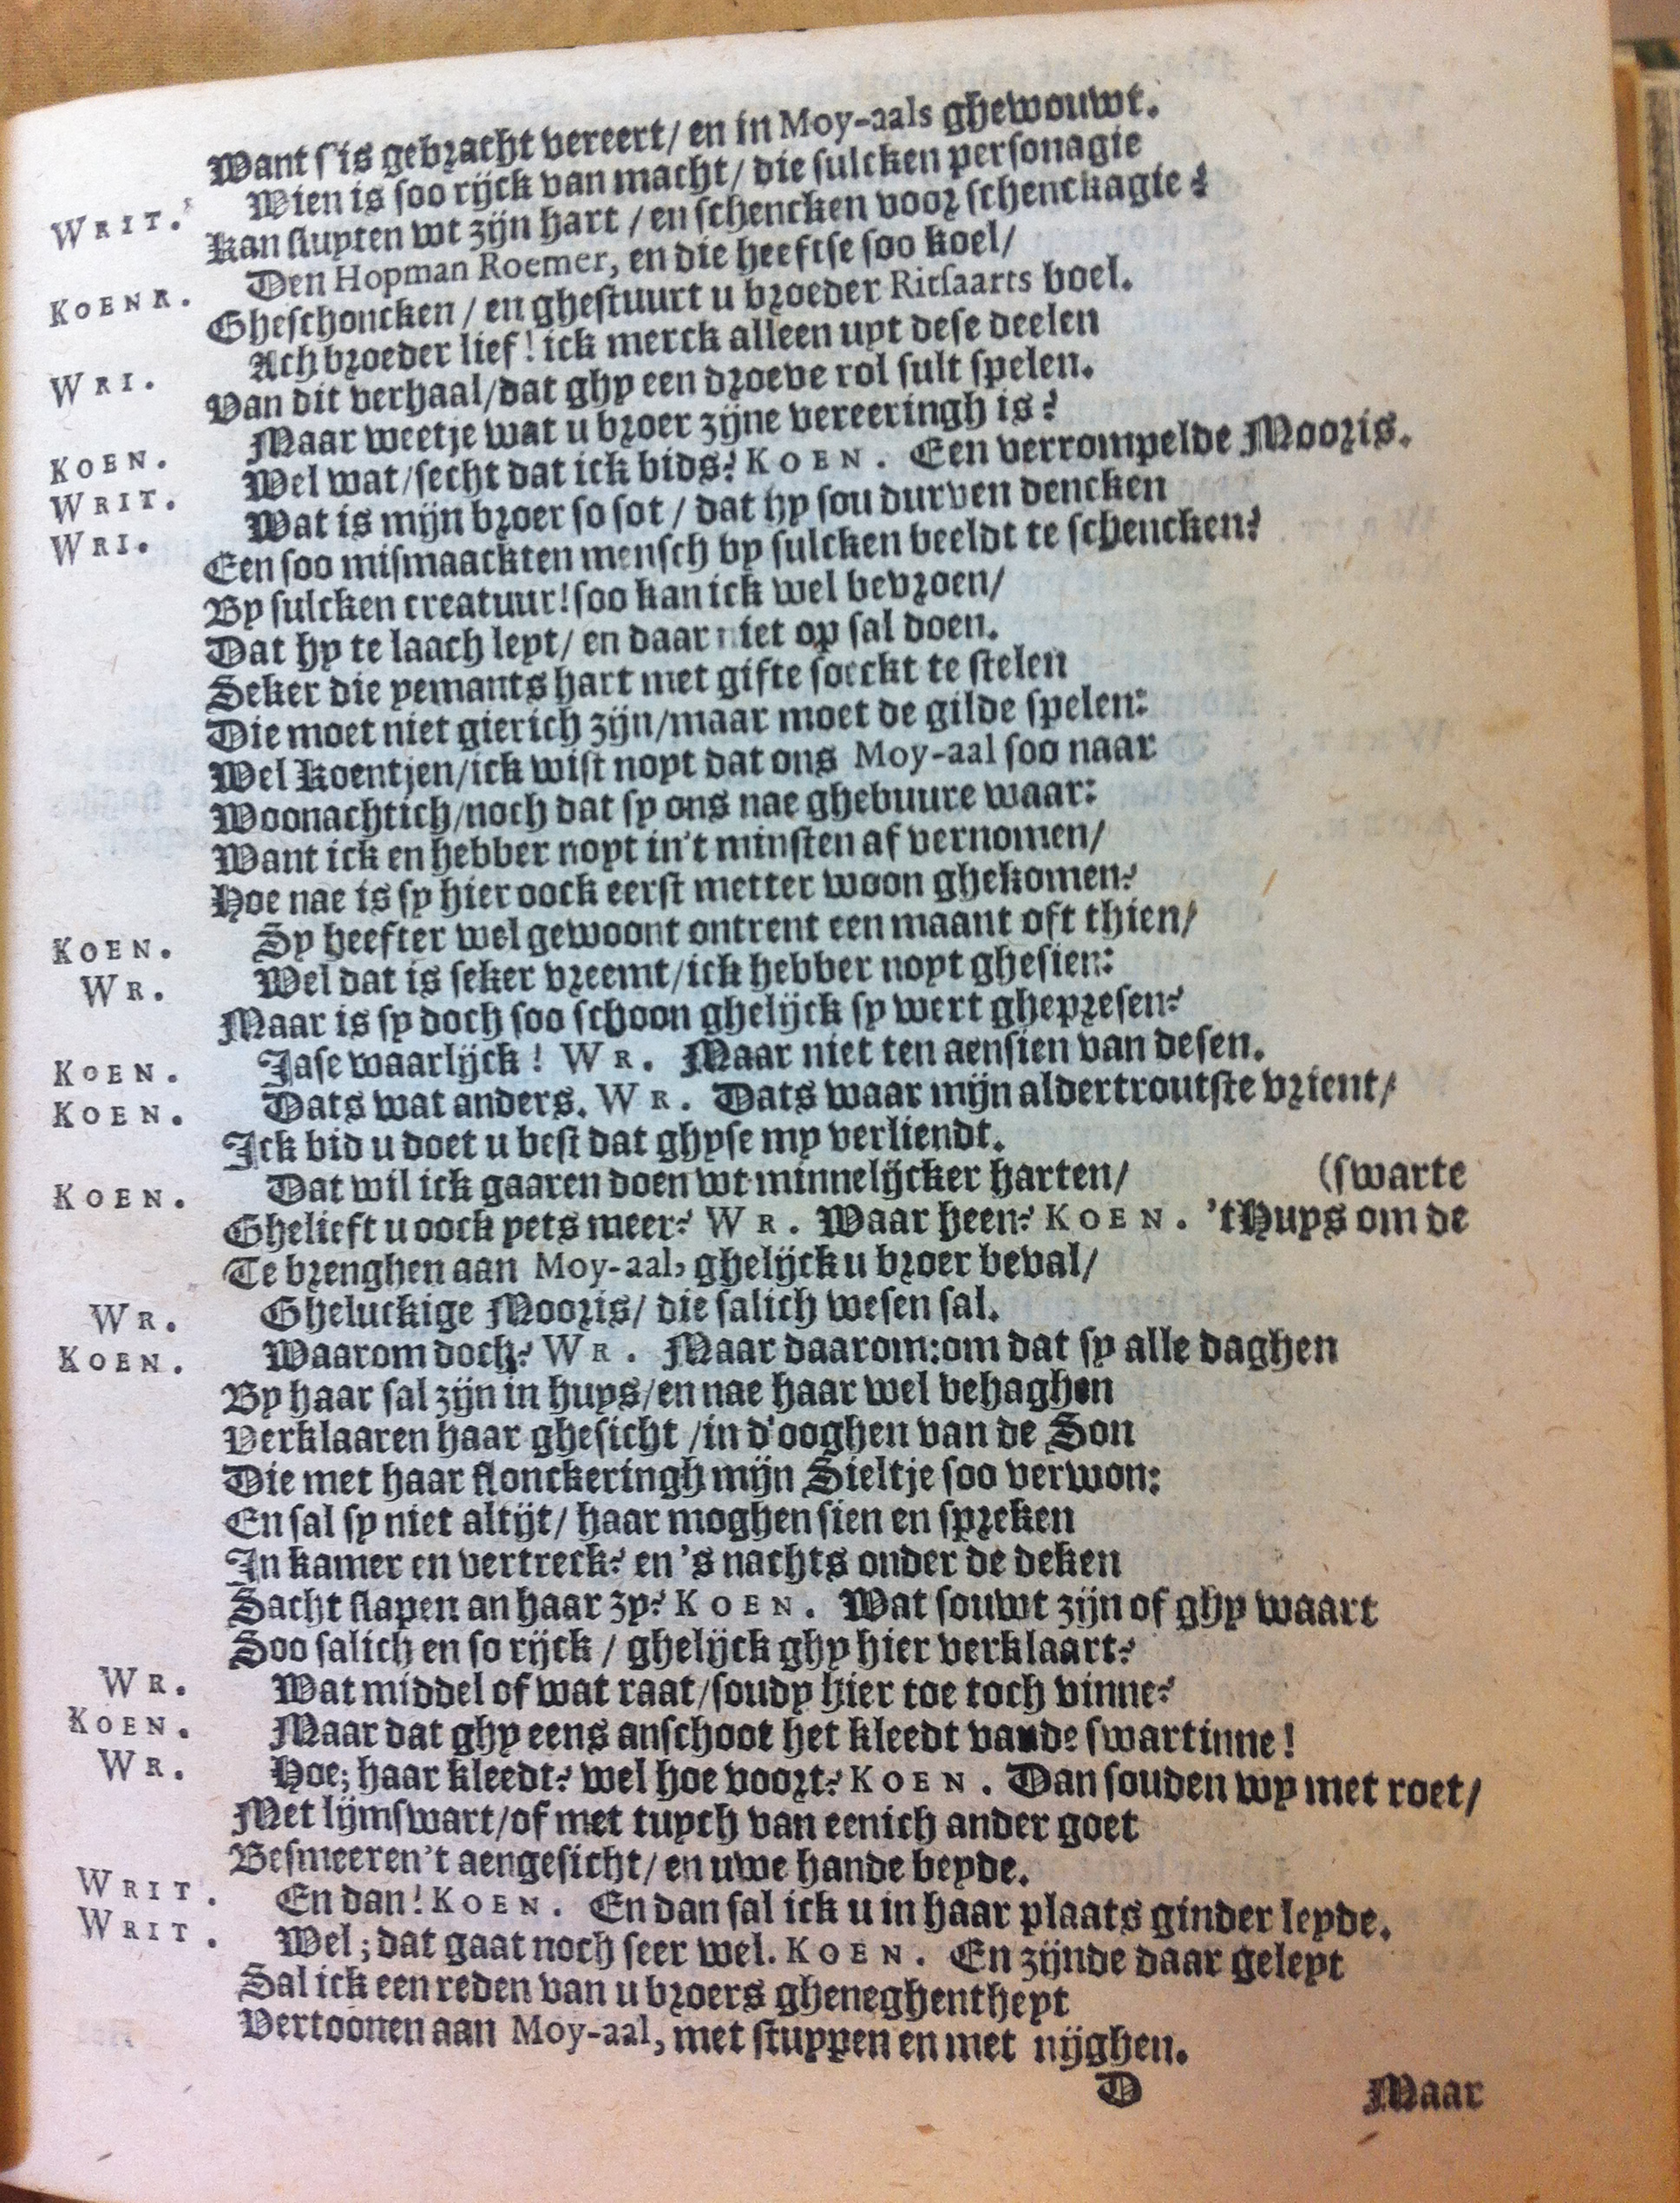 Want s'is gebracht vereert/ en in Moy-aals ghewouwt.
WRIT. Wien is soo rijck van macht/ die sulcken personagie
Kan sluyten wt zijn hart / en schencken voor schenckagie?
KOENR. Den Hopman Roemer, en die heeftse soo koel/
Gheschoncken / en ghestuurt u broeder Ritsaarts boel.
WRI. Ach broeder lief! ick merck alleen uyt dese deelen
Van dit verhaal/dat ghy een droeve rol sult spelen.
KOEN. Maar weetje wat u broer zijne vereeringh is?
WRIT. Wel wat/secht dat ick bids? KOEN. Een verrompelde Mooris.
WRI. Wat is mijn broer so sot / dat hy sou durven dencken
Een soo mismaackten mensch by sulcken beeldt te schencken?
By sulcken creatuur! soo kan ick wel bevroen/
Dat hy te laach leyt/ en daar niet op sal doen.
Seker die yemants hart met gifte soeckt te stelen
Die moet niet gierich zijn/maar moet de gilde spelen:
Wel Koentjen/ick wist noyt dat ons Moy-aal soo naar
Woonachtich/noch dat sy ons nae ghebuure waar:
Want ick en hebber noyt in't minsten af vernomen/
Hoe nae is sy hier oock eerst metter woon ghekomen?
KOEN. Sy heefter wel gewoont ontrent een maant oft thien/
WR. Wel dat is seker vreemt/ick hebber noyt ghesien:
Maar is sy doch soo schoon ghelijck sy wert ghepresen?
KOEN. Jase waarlijck! WR. Maar niet ten aensien van desen.
KOEN. Dats wat anders. WR. Dats waar mijn aldertroutste vrient/
Ick bid u doet u best dat ghyse my verliendt.
KOEN. Dat wil ick gaaren doen wt minnelijcker harten/ (swarte
Ghelieft u oock yets meer? WR. Waar heen? KOEN. 't Huys om de
Te brenghen aan Moy-aal, ghelijck u broer beval/
WR. Gheluckige Mooris/ die salich wesen sal.
KOEN. Waarom doch? WR. Maar daarom: om dat sy alle daghen
By haar sal zijn in huys/en nae haar wel behaghen
Verklaaren haar ghesicht /in d'ooghen van de Son
Die met haar flonckeringh mijn Sieltje soo verwon:
En sal sy niet altijt/ haar moghen sien en spreken
In kamer en vertreck? en 's nachts onder de deken
Sacht slapen an haar zy? KOEN. Wat souwt zijn of ghy waart
Soo salich en so rijck / ghelijck ghy hier verklaart?
WR. Wat middel of wat raat/soudy hier toe toch vinne?
KOEN. Maar dat ghy eens anschoot het kleedt vande swartinne!
WR. Hoe; haar kleedt? wel hoe voort? KOEN. Dan souden wy met roet/
Met lijmswart/of met tuych van eenich ander goet
Besmeeren't aengesicht/ en uwe hande beyde.
WRIT. En dan! KOEN. En dan sal ick u in haar plaats ginder leyde.
WRIT. Wel; dat gaat noch seer wel. KOEN. En zijnde daar geleyt
Sal ick een reden van u broers gheneghentheyt
Vertoonen aan Moy-aal, met stuypen en met nijghen.
D Maar